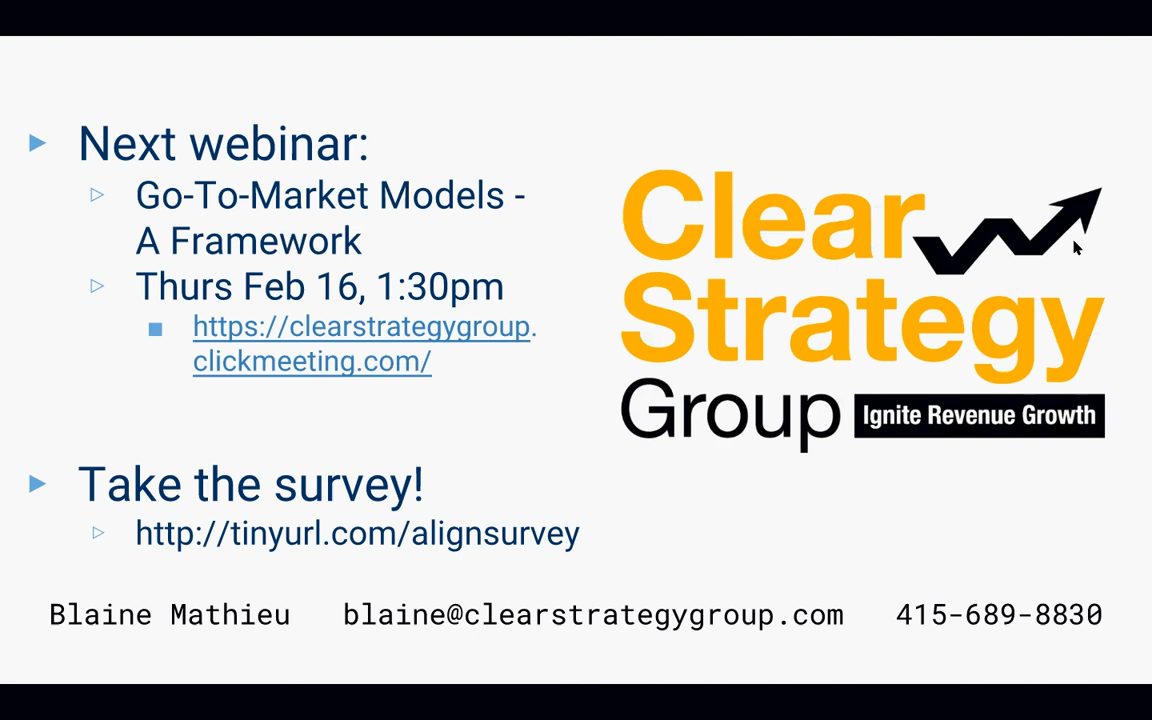 Next webinar:
Go-To-Market Models -
A Framework
Thurs Feb 16, 1:30pm
https://clearstrategygroup.
clickmeeting.com/
Take the survey!
http://tinyurl.com/alignsurvey
Clear
Strategy
Group Ignite Revenue Growth
Blaine Mathieu blaine@clearstrategygroup.com 415-689-8830